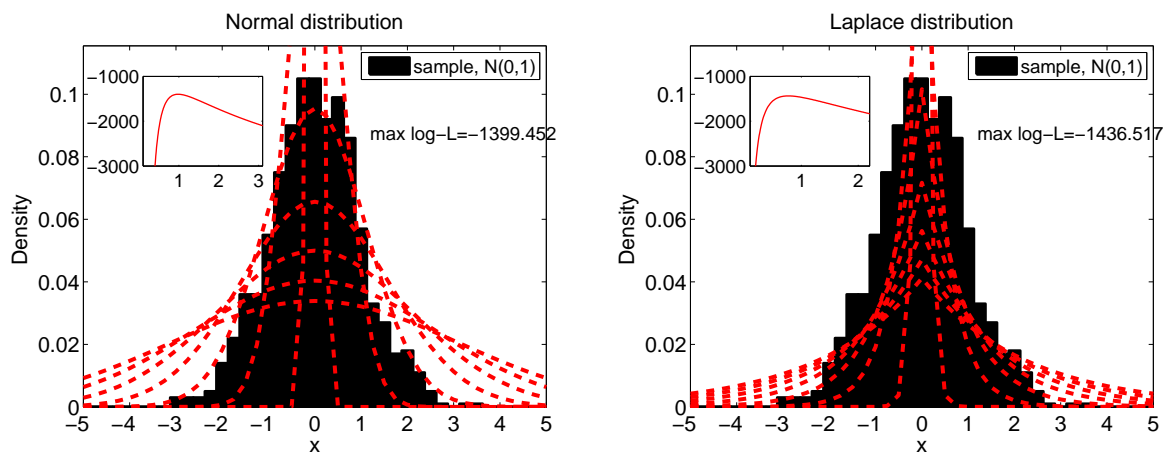 Normal distribution
sample, N(0,1)
max log−L=−1399.452
Density
0.1
0.08
0.06
0.04
0.02
0
−5 −4 −3 −2 −1 0 1 2 3 4 5
x
−1000
−2000
−3000
1 2 3
Laplace distribution
sample, N(0,1)
max log−L=−1436.517
Density
0.1
0.08
0.06
0.04
0.02
0
−5 −4 −3 −2 −1 0 1 2 3 4 5
x
−1000
−2000
−3000
1 2